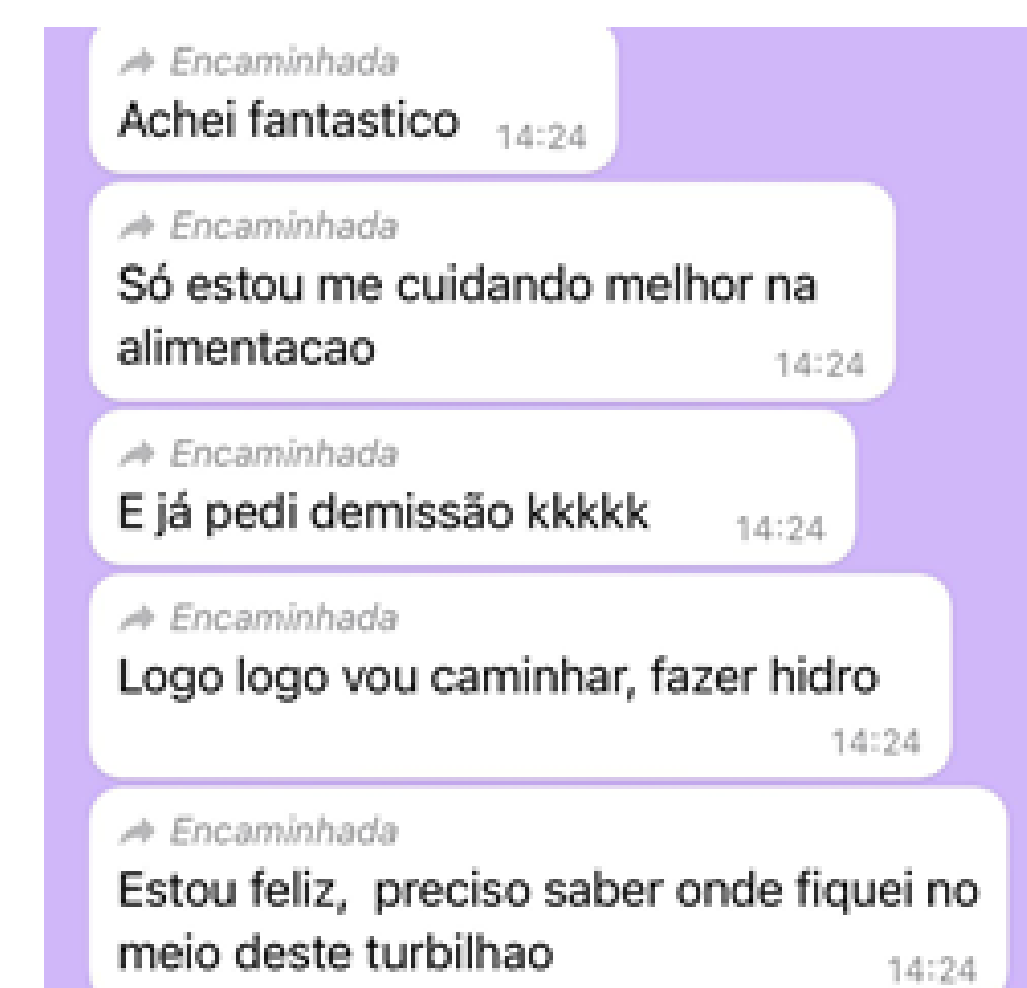 Encaminhada
Achei fantastico 14:24
Encaminhada
Só estou me cuidando melhor na
alimentacao 14:24
Encaminhada
E já pedi demissão kkkkk 14:24
Encaminhada
Logo logo vou caminhar, fazer hidro
14:24
Encaminhada
Estou feliz,  preciso saber onde fiquei no
meio deste turbilhao 14:24